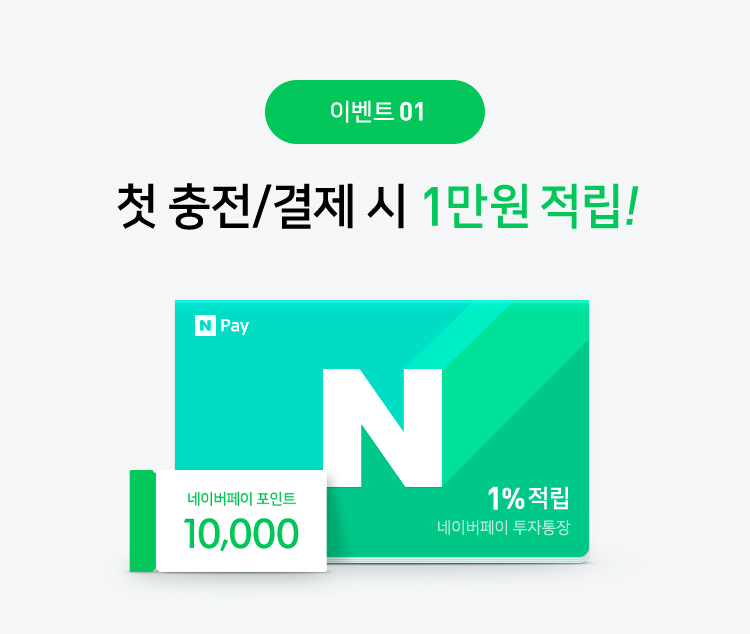 이벤트 01
첫 충전/결제 시 1만원 적립!
N Pay
N
1% 적립
네이버페이 투자통장
네이버페이 포인트
10,000